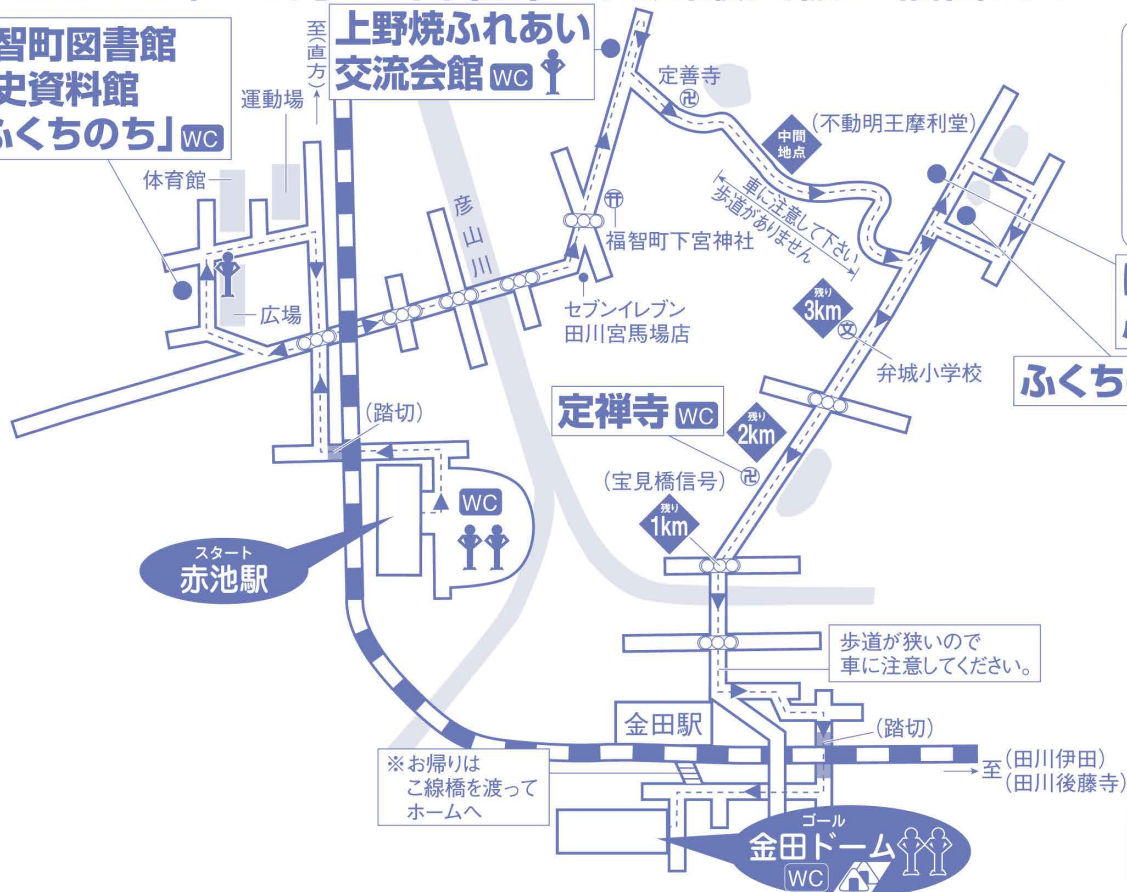 智町図書館
史資料館
ふくちのち」WC
至(直方)
運動場
体育館
広場
上野焼ふれあい
交流会館 WC
定善寺
中間
地点
(不動明王摩利堂)
車に注意して下さい
歩道がありません
彦山川
福智町下宮神社
セブンイレブン
田川宮馬場店
残り
3km
文
弁城小学校
ふくち
定禅寺 WC
残り
2km
(宝見橋信号)
残り
1km
(踏切)
WC
スタート
赤池駅
歩道が狭いので
車に注意してください。
金田駅
(踏切)
至(田川伊田)
(田川後藤寺)
※お帰りは
こ線橋を渡って
ホームへ
ゴール
金田ドーム
WC